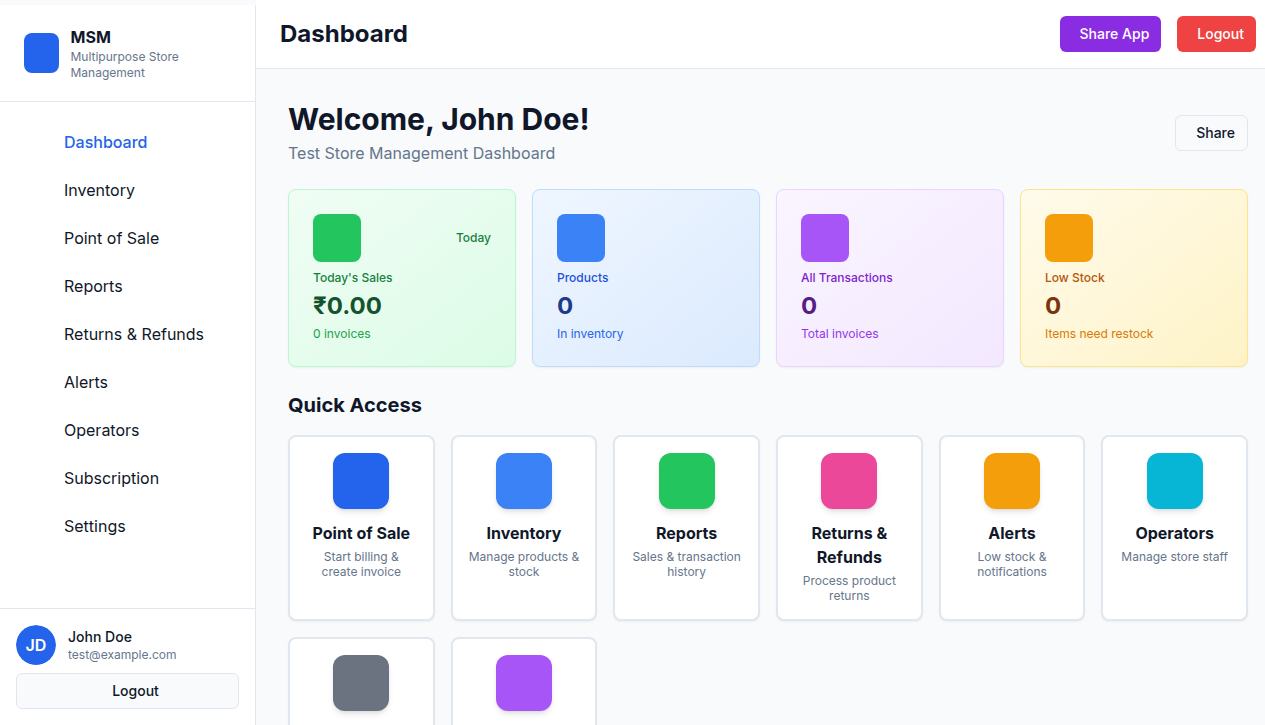 MSM
Multipurpose Store
Management
Dashboard
Inventory
Point of Sale
Reports
Returns & Refunds
Alerts
Operators
Subscription
Settings
JD
John Doe
test@example.com
Logout
Dashboard
Share App
Logout
Welcome, John Doe!
Test Store Management Dashboard
Share
Today
Today's Sales
₹0.00
0 invoices
Products
0
In inventory
All Transactions
0
Total invoices
Low Stock
0
Items need restock
Quick Access
Point of Sale
Start billing &
create invoice
Inventory
Manage products &
stock
Reports
Sales & transaction
history
Returns &
Refunds
Process product
returns
Alerts
Low stock &
notifications
Operators
Manage store staff